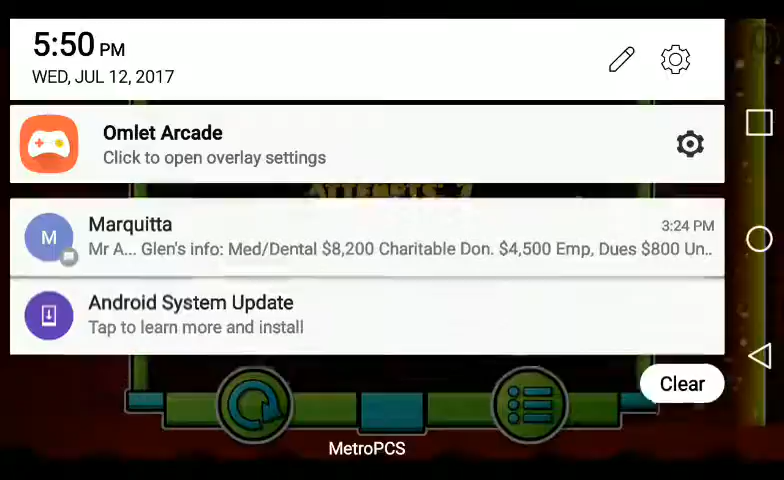 5:50 PM
WED, JUL 12, 2017
Omlet Arcade
Click to open overlay settings
ATTEMPTS: 7
Marquitta
3:24 PM
M
Mr A... Glen's info: Med/Dental $8,200 Charitable Don. $4,500 Emp, Dues $800 Un..
Android System Update
Tap to learn more and install
Clear
MetroPCS